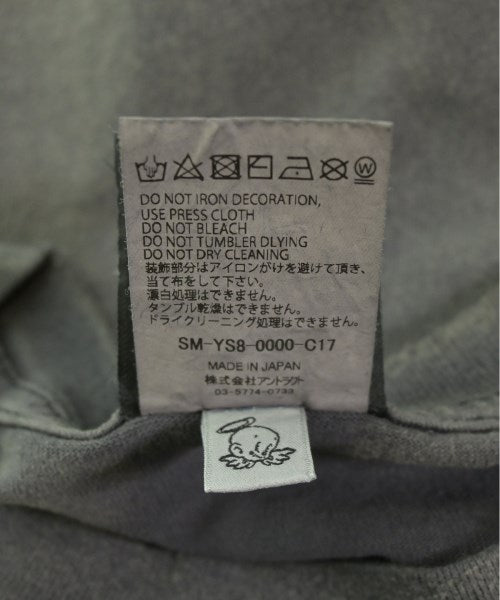 DO NOT IRON DECORATION,
USE PRESS CLOTH
DO NOT BLEACH
DO NOT TUMBLER DLYING
DO NOT DRY CLEANING
装飾部分はアイロンがけを避けて頂き、
当て布をして下さい。
漂白処理はできません。
タンブル乾燥はできません。
ドライクリーニング処理はできません。
SM-YS8-0000-C17
MADE IN JAPAN
株式会社アントラクト
03-5774-0733